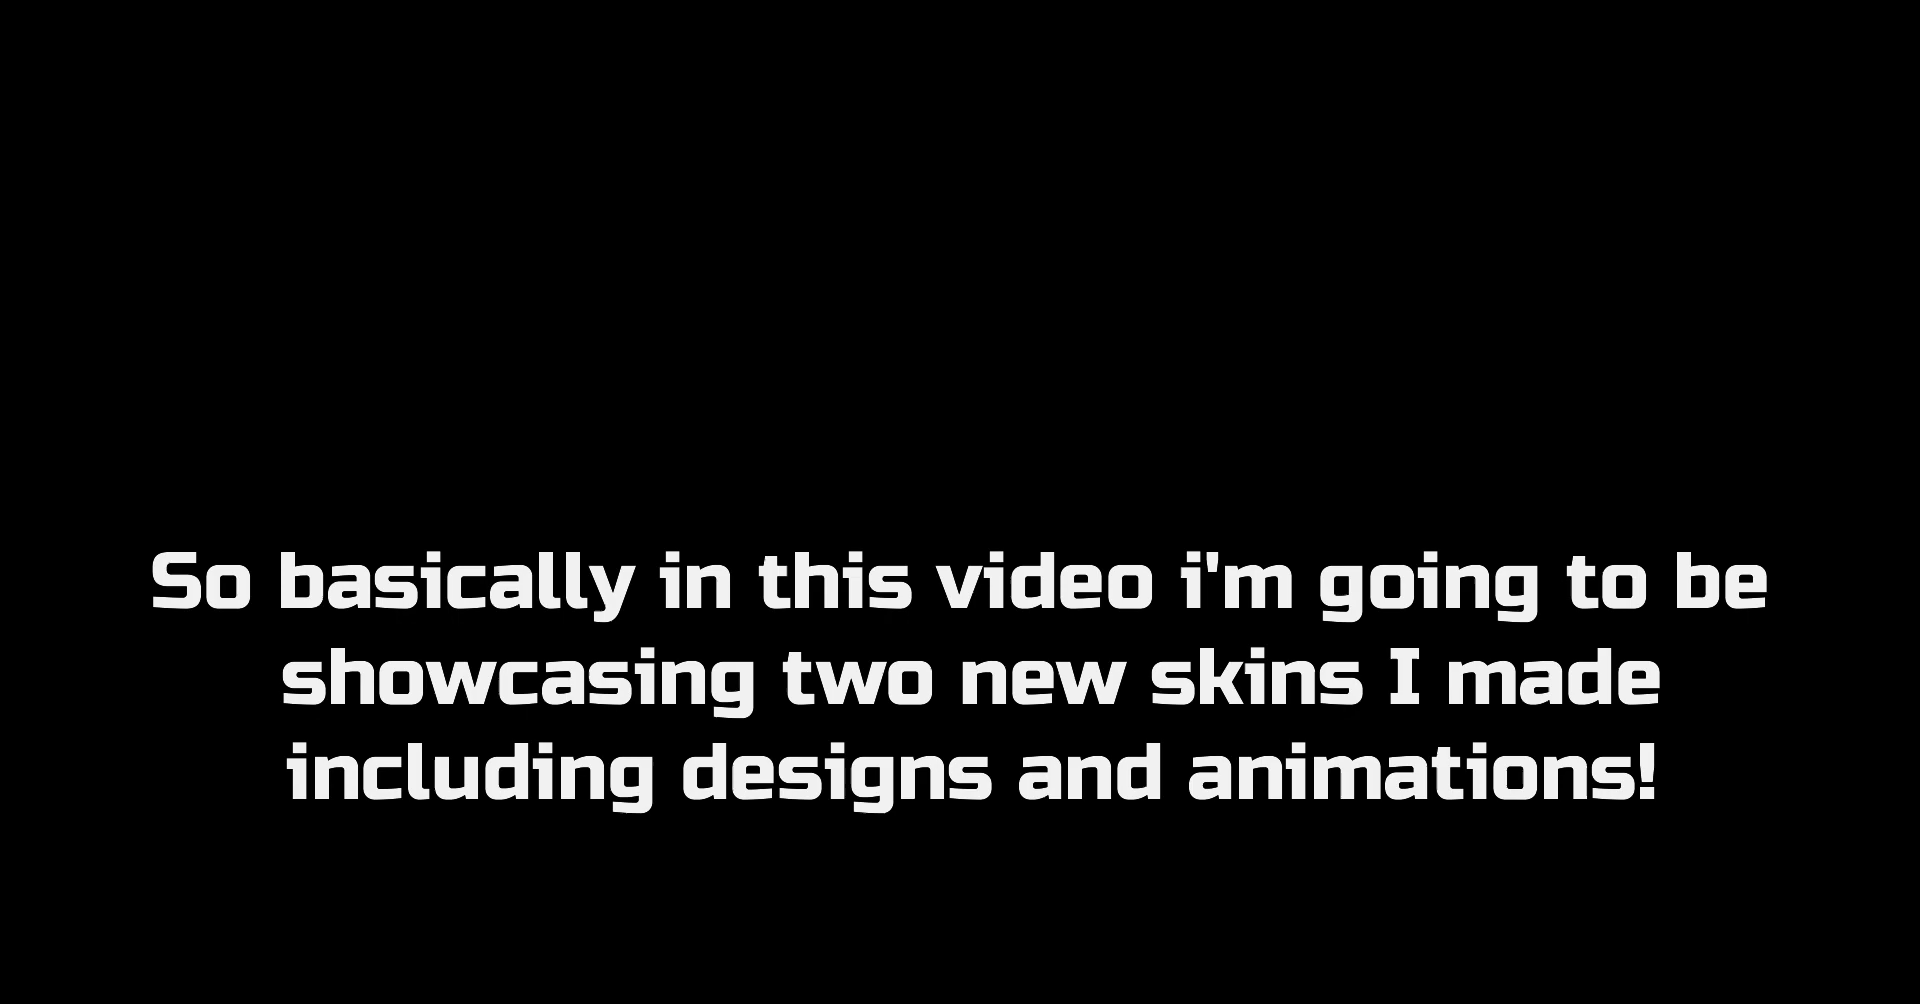 So basically in this video i'm going to be
showcasing two new skins I made
including designs and animations!